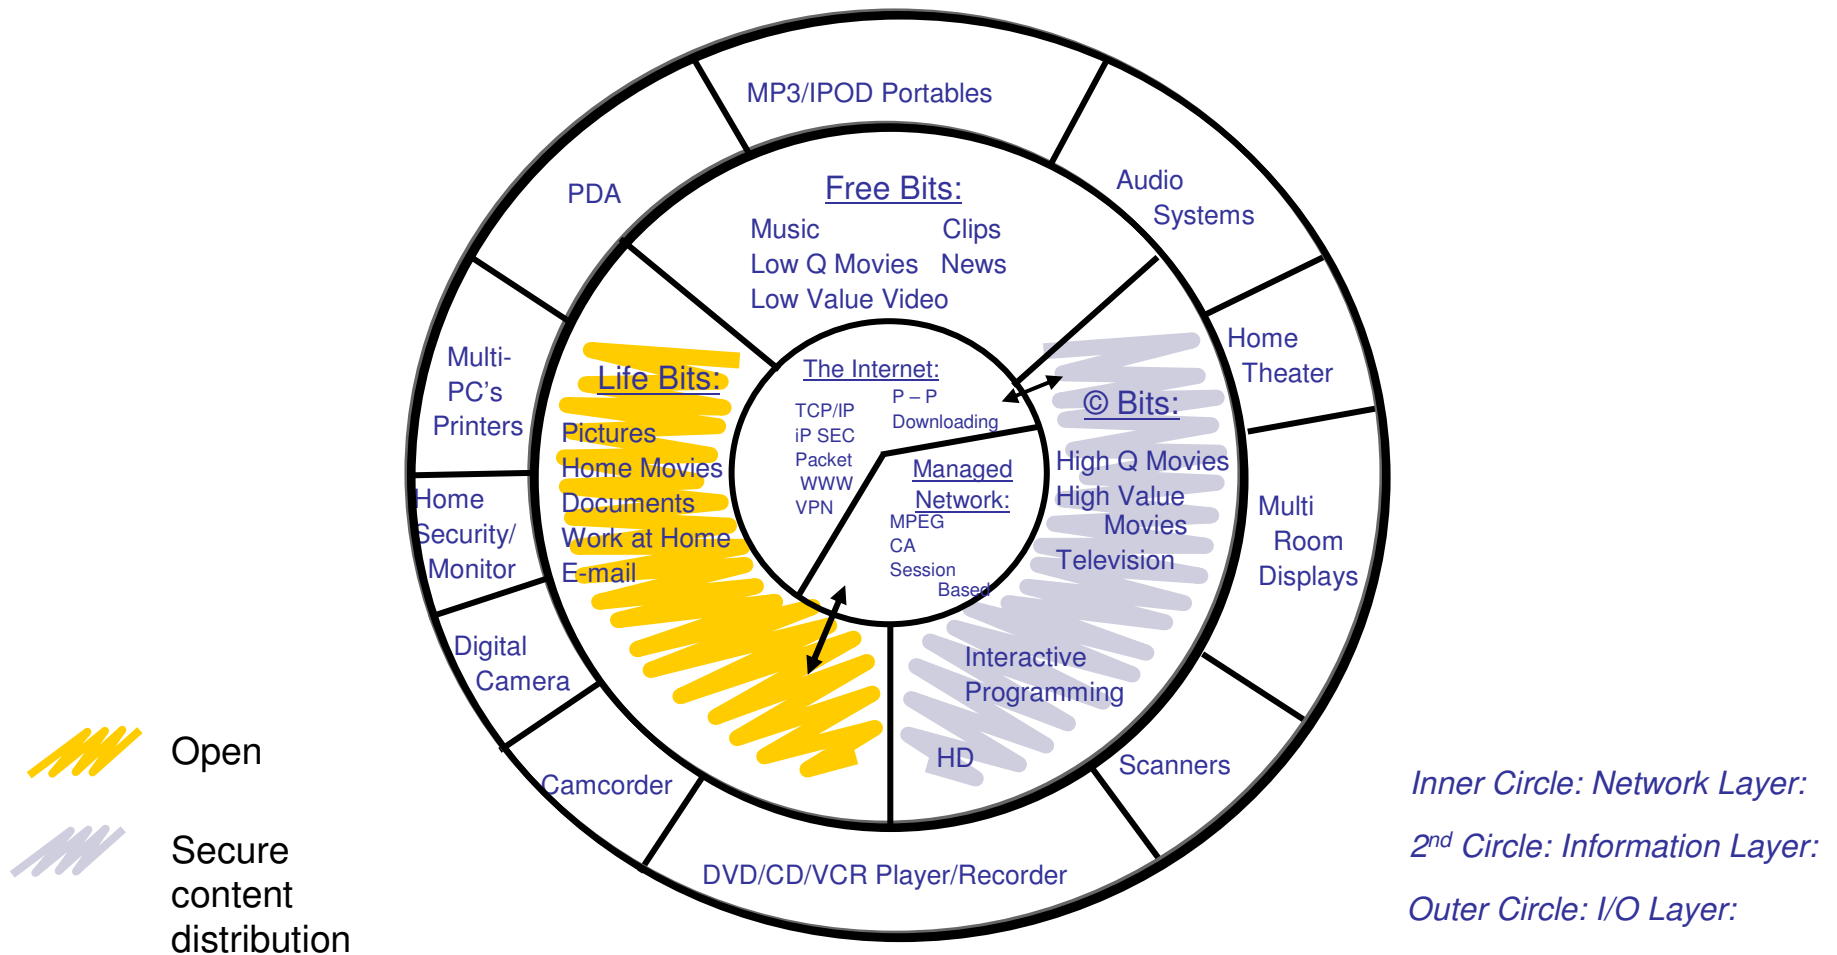 MP3/IPOD Portables
PDA
Audio
Systems
Free Bits:
Music Clips
Low Q Movies News
Low Value Video
Multi-
PC's
Printers
Home
Theater
Life Bits:
Pictures
Home Movies
Documents
Work at Home
E-mail
The Internet:
P – P
Downloading
TCP/IP
iP SEC
Packet
WWW
VPN
Managed
Network:
MPEG
CA
Session
Based
© Bits:
High Q Movies
High Value
Movies
Television
Interactive
Programming
HD
Home
Security/
Monitor
Multi
Room
Displays
Digital
Camera
Camcorder
Scanners
DVD/CD/VCR Player/Recorder
Open
Secure
content
distribution
Inner Circle: Network Layer:
2nd Circle: Information Layer:
Outer Circle: I/O Layer: